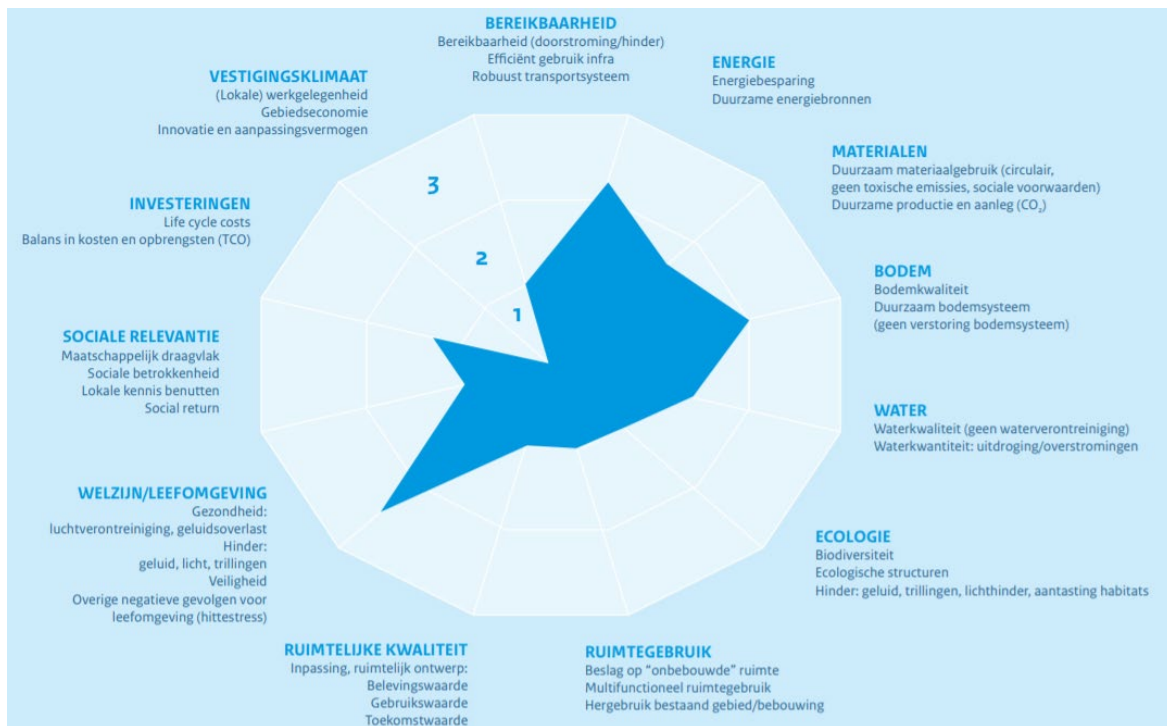 BEREIKBAARHEID
Bereikbaarheid (doorstroming/hinder)
Efficiënt gebruik infra
Robuust transportsysteem
ENERGIE
Energiebesparing
Duurzame energiebronnen
MATERIALEN
Duurzaam materiaalgebruik (circulair,
geen toxische emissies, sociale voorwaarden)
Duurzame productie en aanleg (CO₂)
BODEM
Bodemkwaliteit
Duurzaam bodemsysteem
(geen verstoring bodemsysteem)
WATER
Waterkwaliteit (geen waterverontreiniging)
Waterkwantiteit: uitdroging/overstromingen
ECOLOGIE
Biodiversiteit
Ecologische structuren
Hinder: geluid, trillingen, lichthinder, aantasting habitats
RUIMTEGEBRUIK
Beslag op “onbebouwde” ruimte
Multifunctioneel ruimtegebruik
Hergebruik bestaand gebied/bebouwing
RUIMTELIJKE KWALITEIT
Inpassing, ruimtelijk ontwerp:
Belevingswaarde
Gebruikswaarde
Toekomstwaarde
WELZIJN/LEEFOMGEVING
Gezondheid:
luchtverontreiniging, geluidsoverlast
Hinder:
geluid, licht, trillingen
Veiligheid
Overige negatieve gevolgen voor
leefomgeving (hittestress)
SOCIALE RELEVANTIE
Maatschappelijk draagvlak
Sociale betrokkenheid
Lokale kennis benutten
Social return
INVESTERINGEN
Life cycle costs
Balans in kosten en opbrengsten (TCO)
VESTIGINGSKLIMAAT
(Lokale) werkgelegenheid
Gebiedseconomie
Innovatie en aanpassingsvermogen
3
2
1